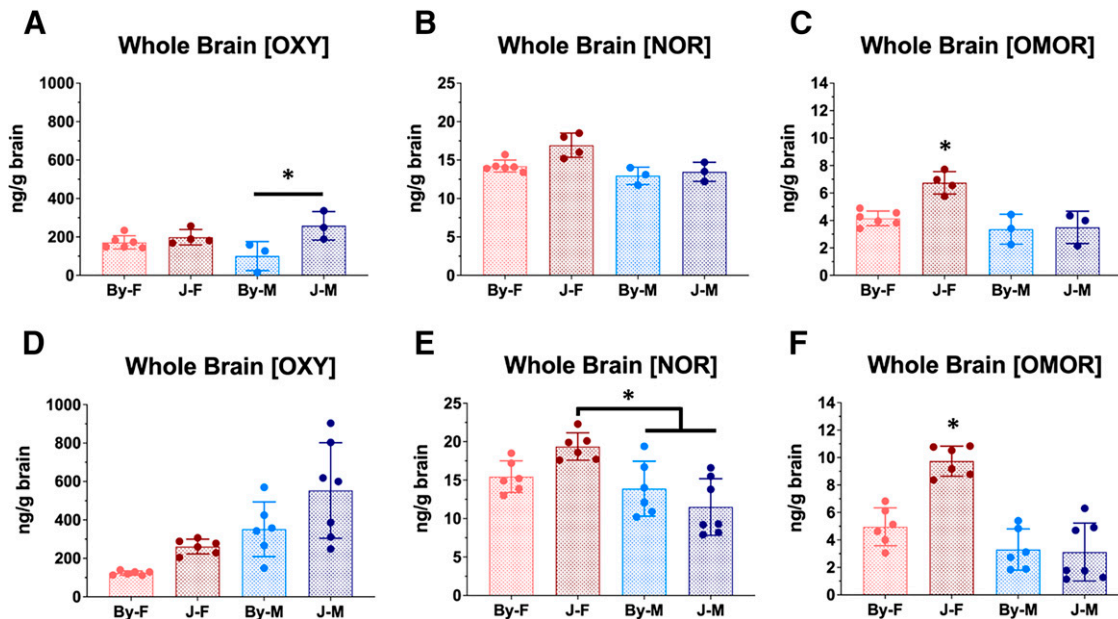 A
Whole Brain [OXY]
ng/g brain
1000
800
600
400
200
0
*
By-F J-F By-M J-M
B
Whole Brain [NOR]
ng/g brain
25
20
15
10
5
0
By-F J-F By-M J-M
C
Whole Brain [OMOR]
ng/g brain
14
12
10
8
6
4
2
0
*
By-F J-F By-M J-M
D
Whole Brain [OXY]
ng/g brain
1000
800
600
400
200
0
By-F J-F By-M J-M
E
Whole Brain [NOR]
ng/g brain
25
20
15
10
5
0
*
By-F J-F By-M J-M
F
Whole Brain [OMOR]
ng/g brain
14
12
10
8
6
4
2
0
*
By-F J-F By-M J-M